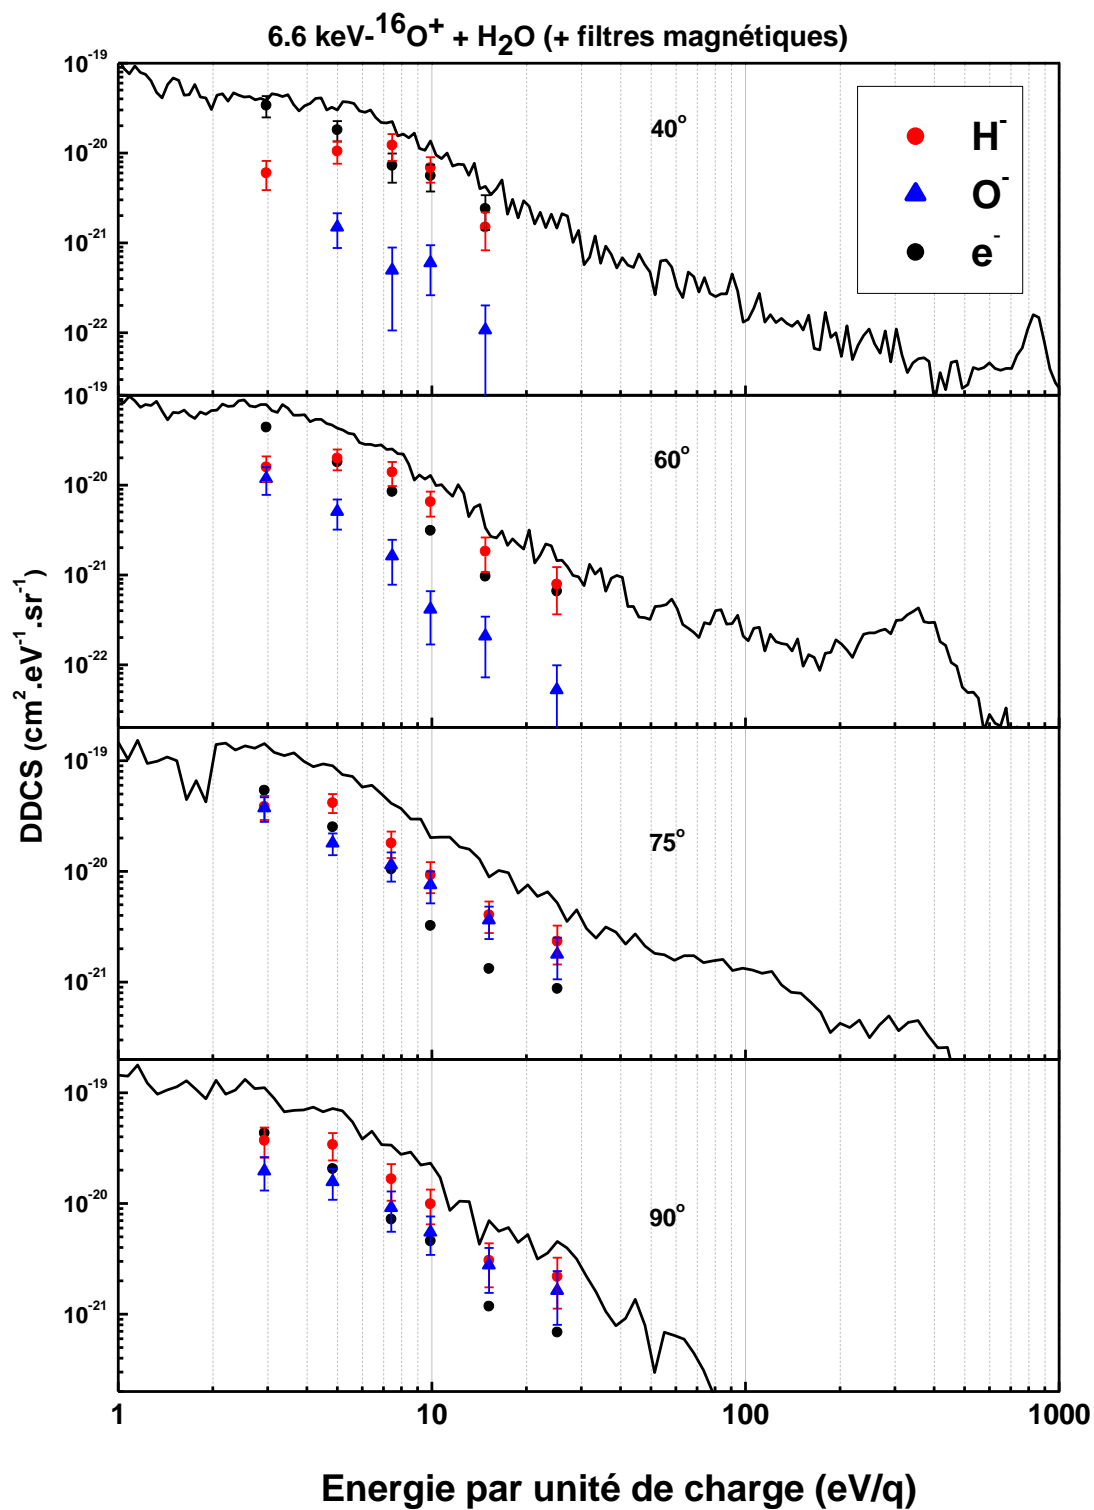 6.6 keV-¹⁶O⁺ + H₂O (+ filtres magnétiques)
10⁻¹⁹
10⁻²⁰
10⁻²¹
10⁻²²
40°
H⁻
O⁻
e⁻
10⁻¹⁹
10⁻²⁰
10⁻²¹
10⁻²²
60°
DDCS (cm².eV⁻¹.sr⁻¹)
10⁻¹⁹
10⁻²⁰
10⁻²¹
75°
10⁻¹⁹
10⁻²⁰
10⁻²¹
90°
1 10 100 1000
Energie par unité de charge (eV/q)